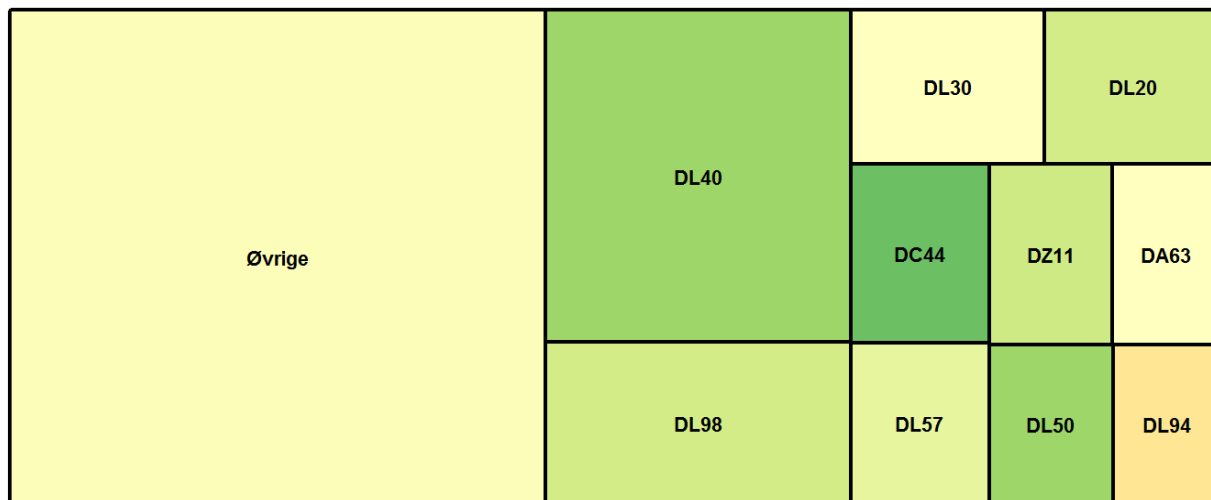 Øvrige
DL40
DL98
DL30
DL20
DC44
DZ11
DA63
DL57
DL50
DL94